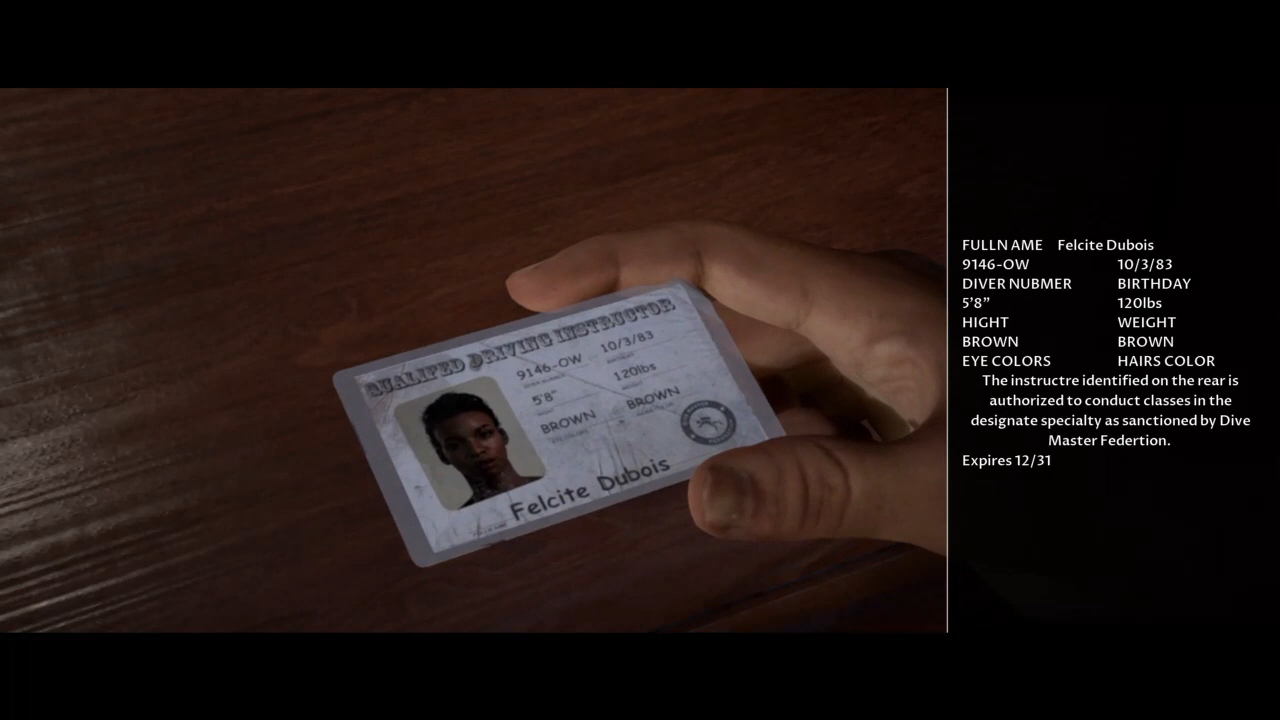 QUALIFED DRIVING INSTRUCTOR
9146-OW 10/3/83
5'8" 120lbs
BROWN BROWN
Felcite Dubois
FULLN AME Felcite Dubois
9146-OW 10/3/83
DIVER NUBMER BIRTHDAY
5'8" 120lbs
HIGHT WEIGHT
BROWN BROWN
EYE COLORS HAIRS COLOR
The instructre identified on the rear is
authorized to conduct classes in the
designate specialty as sanctioned by Dive
Master Federtion.
Expires 12/31